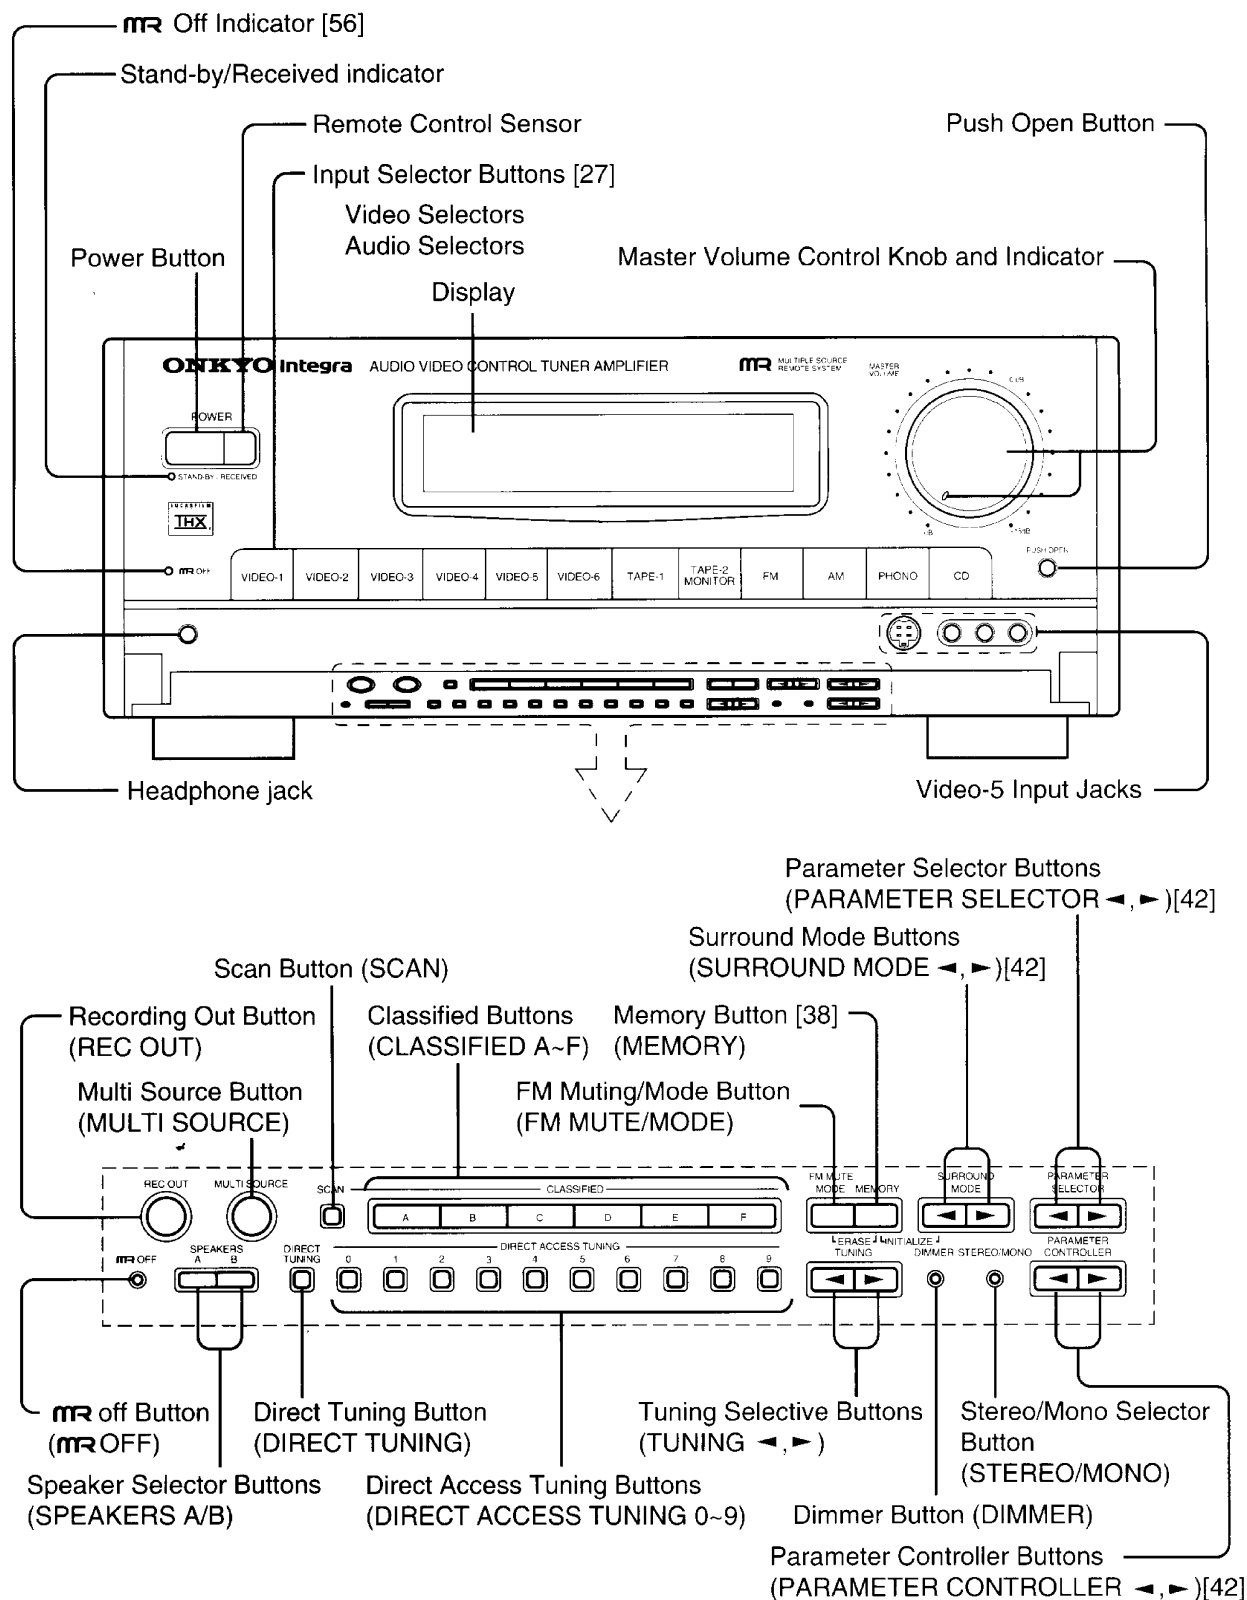 mR Off Indicator [56]
Stand-by/Received indicator
Remote Control Sensor
Push Open Button
Input Selector Buttons [27]
Video Selectors
Audio Selectors
Power Button
Master Volume Control Knob and Indicator
Display
ONKYO Integra AUDIO VIDEO CONTROL TUNER AMPLIFIER
mR MULTIPLE SOURCE
REMOTE SYSTEM
MASTER
VOLUME
POWER
STAND-BY / RECEIVED
LUCASFILM
THX
PUSH OPEN
mR OFF
VIDEO-1 VIDEO-2 VIDEO-3 VIDEO-4 VIDEO-5 VIDEO-6 TAPE-1 TAPE-2 MONITOR FM AM PHONO CD
Headphone jack
Video-5 Input Jacks
Parameter Selector Buttons
(PARAMETER SELECTOR ◄,►)[42]
Surround Mode Buttons
(SURROUND MODE ◄,►)[42]
Scan Button (SCAN)
Recording Out Button
(REC OUT)
Classified Buttons
(CLASSIFIED A~F)
Memory Button [38]
(MEMORY)
Multi Source Button
(MULTI SOURCE)
FM Muting/Mode Button
(FM MUTE/MODE)
REC OUT MULTI SOURCE SCAN CLASSIFIED
A B C D E F
FM MUTE
MODE MEMORY
SURROUND
MODE
PARAMETER
SELECTOR
◄ ► ◄ ►
ERASE INITIALIZE
mR OFF
SPEAKERS
A B
DIRECT
TUNING
DIRECT ACCESS TUNING
0 1 2 3 4 5 6 7 8 9
TUNING
DIMMER STEREO/MONO
PARAMETER
CONTROLLER
◄ ► ◄ ►
mR off Button
(mR OFF)
Direct Tuning Button
(DIRECT TUNING)
Tuning Selective Buttons
(TUNING ◄,►)
Stereo/Mono Selector
Button
(STEREO/MONO)
Speaker Selector Buttons
(SPEAKERS A/B)
Direct Access Tuning Buttons
(DIRECT ACCESS TUNING 0~9)
Dimmer Button (DIMMER)
Parameter Controller Buttons
(PARAMETER CONTROLLER ◄,►)[42]